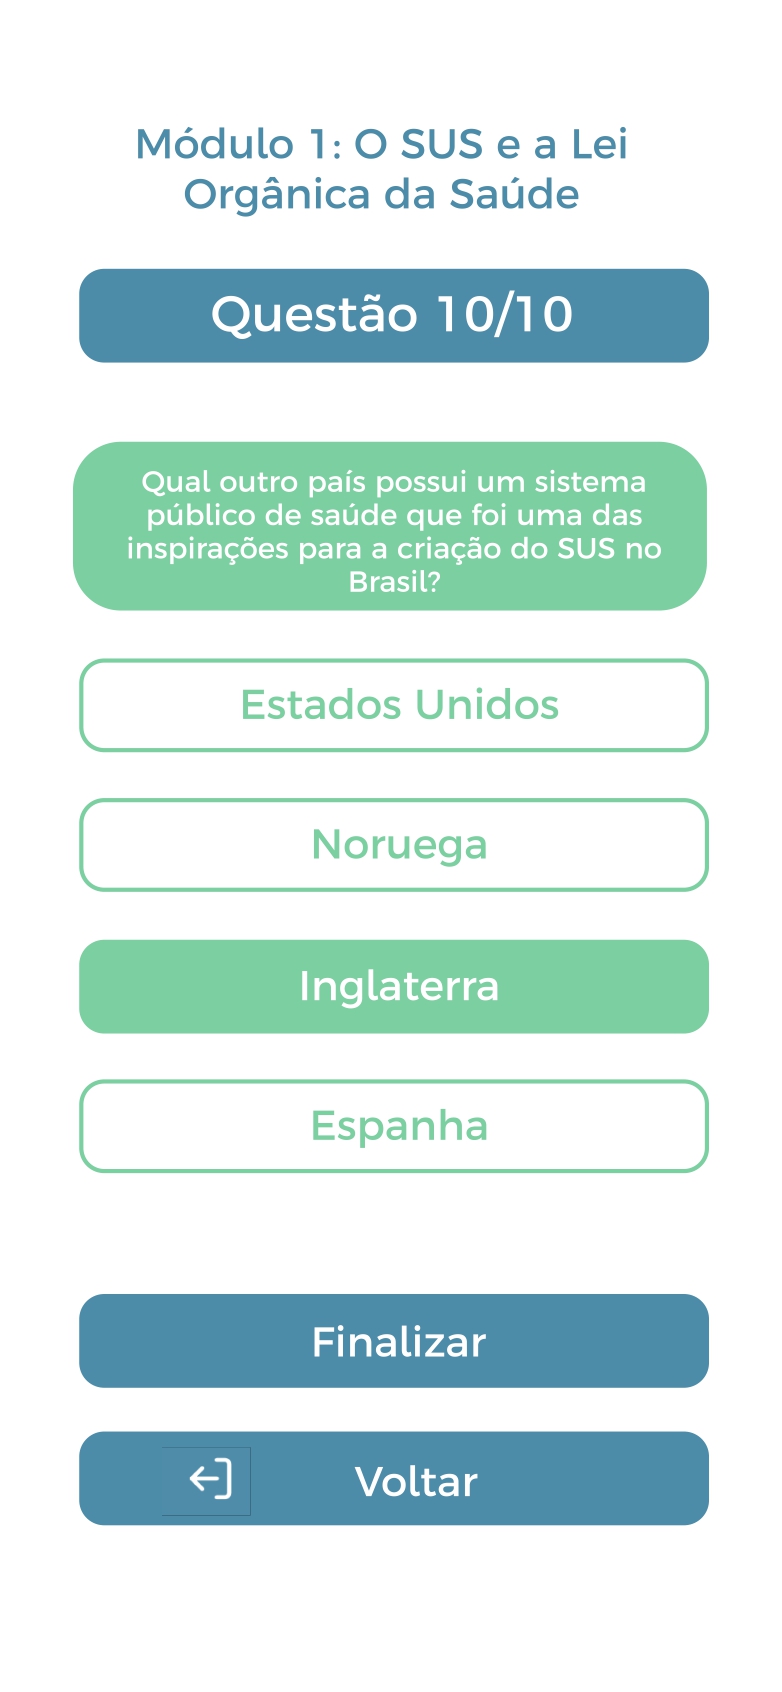 Módulo 1: O SUS e a Lei
Orgânica da Saúde
Questão 10/10
Qual outro país possui um sistema
público de saúde que foi uma das
inspirações para a criação do SUS no
Brasil?
Estados Unidos
Noruega
Inglaterra
Espanha
Finalizar
Voltar